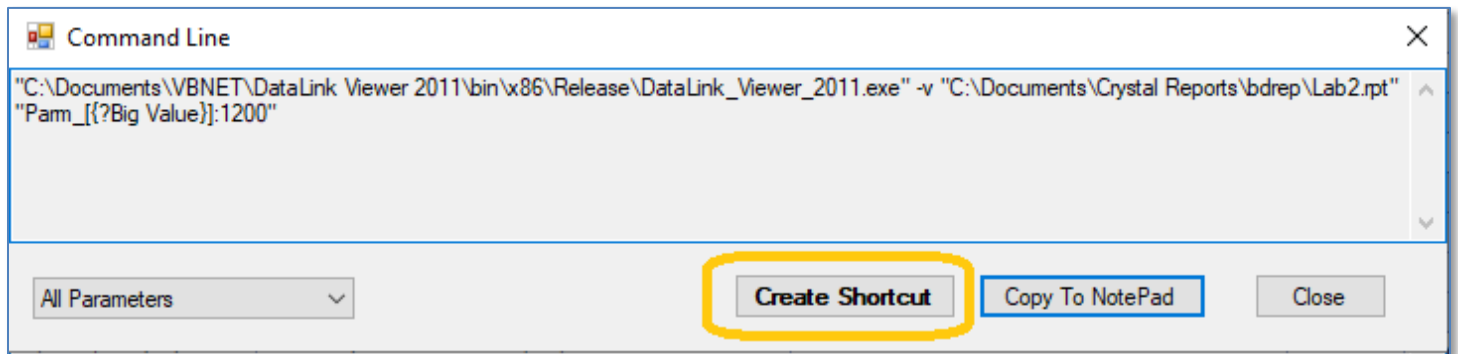 Command Line
"C:\Documents\VBNET\DataLink Viewer 2011\bin\x86\Release\DataLink_Viewer_2011.exe" -v "C:\Documents\Crystal Reports\bdrep\Lab2.rpt"
"Parm_[{?Big Value}]:1200"
All Parameters
Create Shortcut
Copy To NotePad
Close